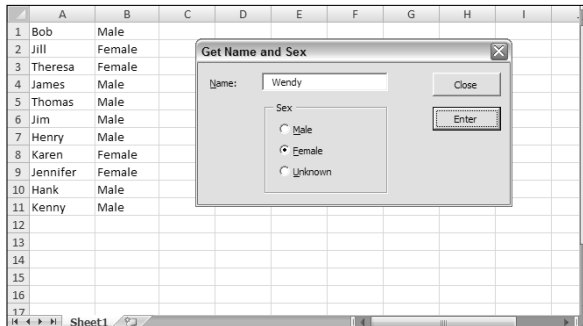 A B C D E F G H I
1 Bob Male
2 Jill Female
3 Theresa Female
4 James Male
5 Thomas Male
6 Jim Male
7 Henry Male
8 Karen Female
9 Jennifer Female
10 Hank Male
11 Kenny Male
12
13
14
15
16
17
Get Name and Sex
Name: Wendy
Close
Sex
Enter
Male
Female
Unknown
Sheet1